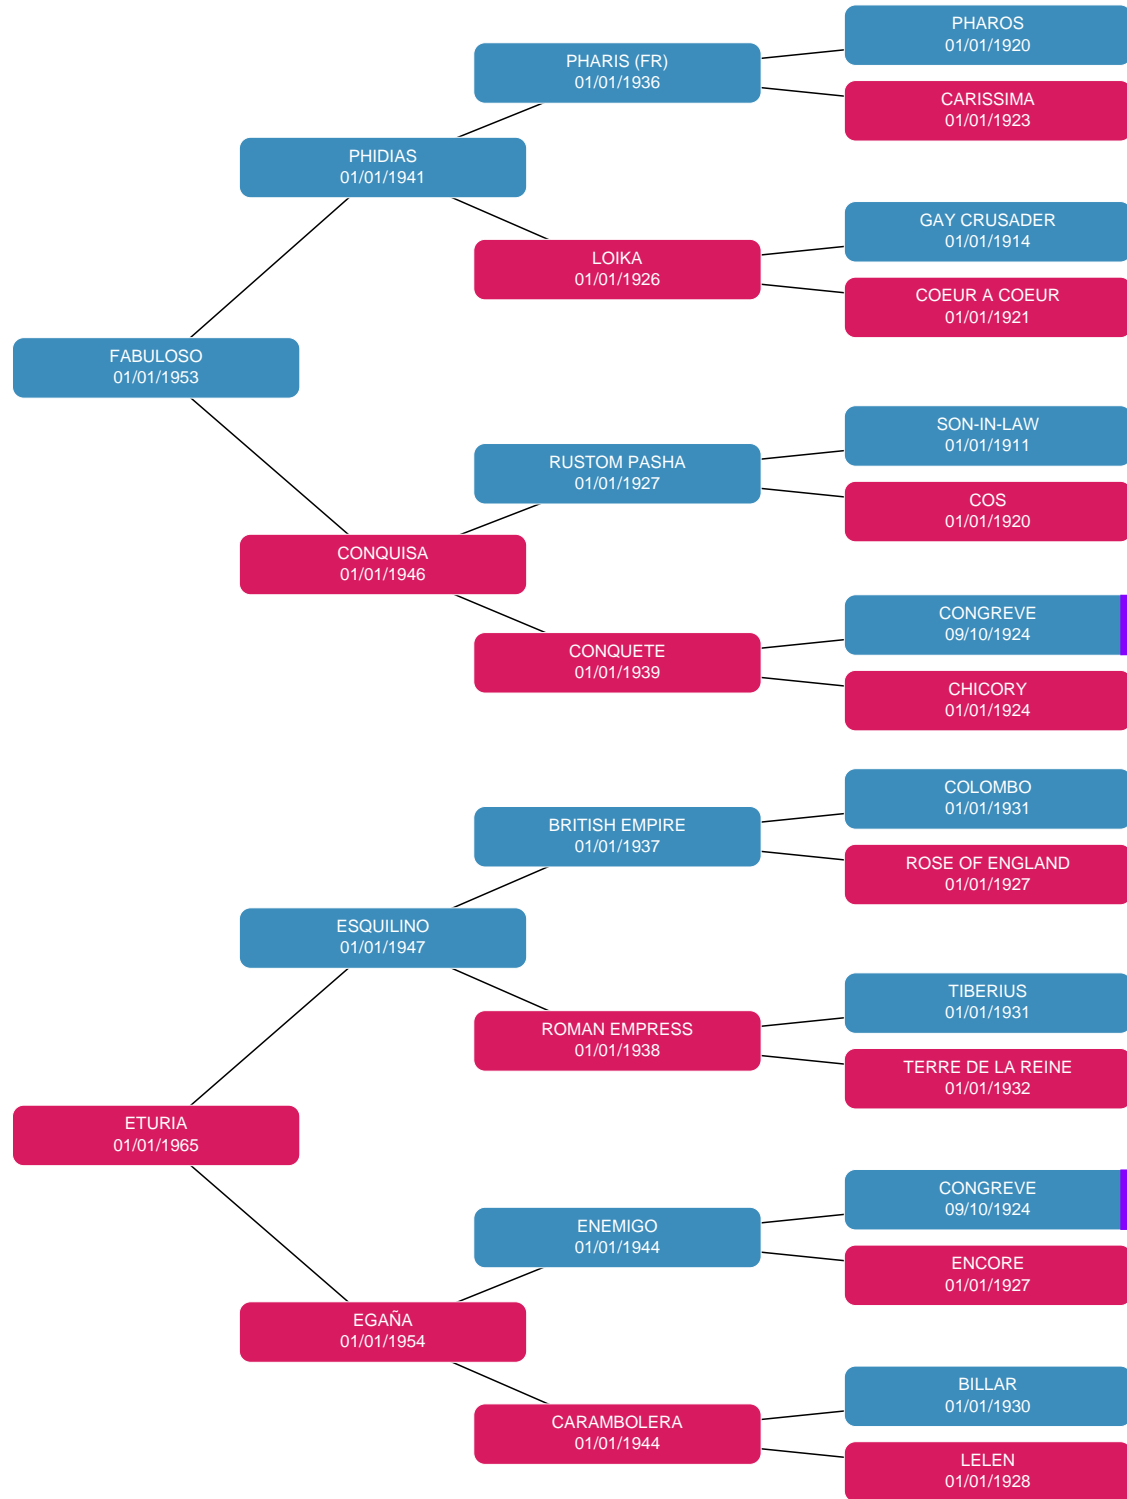 PHAROS
01/01/1920
PHARIS (FR)
01/01/1936
CARISSIMA
01/01/1923
PHIDIAS
01/01/1941
GAY CRUSADER
01/01/1914
LOIKA
01/01/1926
COEUR A COEUR
01/01/1921
FABULOSO
01/01/1953
SON-IN-LAW
01/01/1911
RUSTOM PASHA
01/01/1927
COS
01/01/1920
CONQUISA
01/01/1946
CONGREVE
09/10/1924
CONQUETE
01/01/1939
CHICORY
01/01/1924
COLOMBO
01/01/1931
BRITISH EMPIRE
01/01/1937
ROSE OF ENGLAND
01/01/1927
ESQUILINO
01/01/1947
TIBERIUS
01/01/1931
ROMAN EMPRESS
01/01/1938
TERRE DE LA REINE
01/01/1932
ETURIA
01/01/1965
CONGREVE
09/10/1924
ENEMIGO
01/01/1944
ENCORE
01/01/1927
EGAÑA
01/01/1954
BILLAR
01/01/1930
CARAMBOLERA
01/01/1944
LELEN
01/01/1928